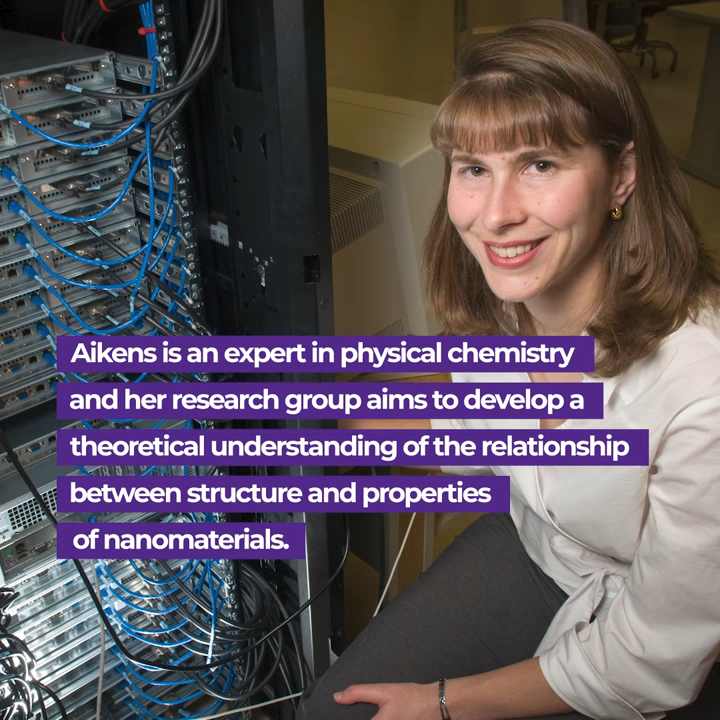 Aikens is an expert in physical chemistry
and her research group aims to develop a
theoretical understanding of the relationship
between structure and properties
of nanomaterials.